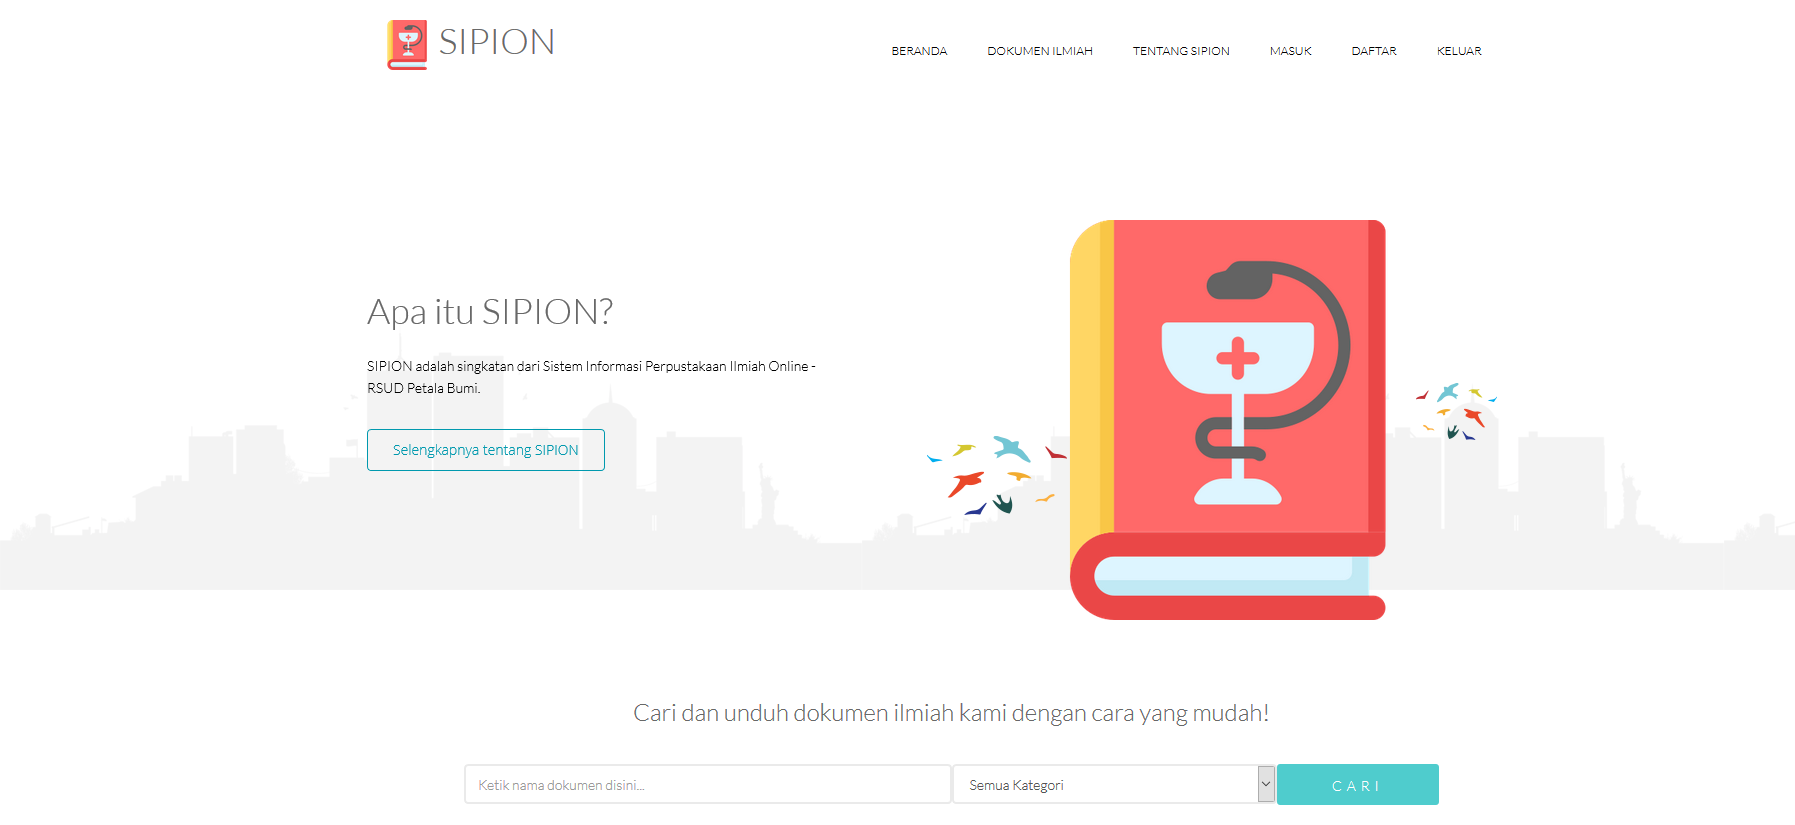 SIPION
BERANDA DOKUMEN ILMIAH TENTANG SIPION MASUK DAFTAR KELUAR
Apa itu SIPION?
SIPION adalah singkatan dari Sistem Informasi Perpustakaan Ilmiah Online -
RSUD Petala Bumi.
Selengkapnya tentang SIPION
Cari dan unduh dokumen ilmiah kami dengan cara yang mudah!
Ketik nama dokumen disini... Semua Kategori CARI